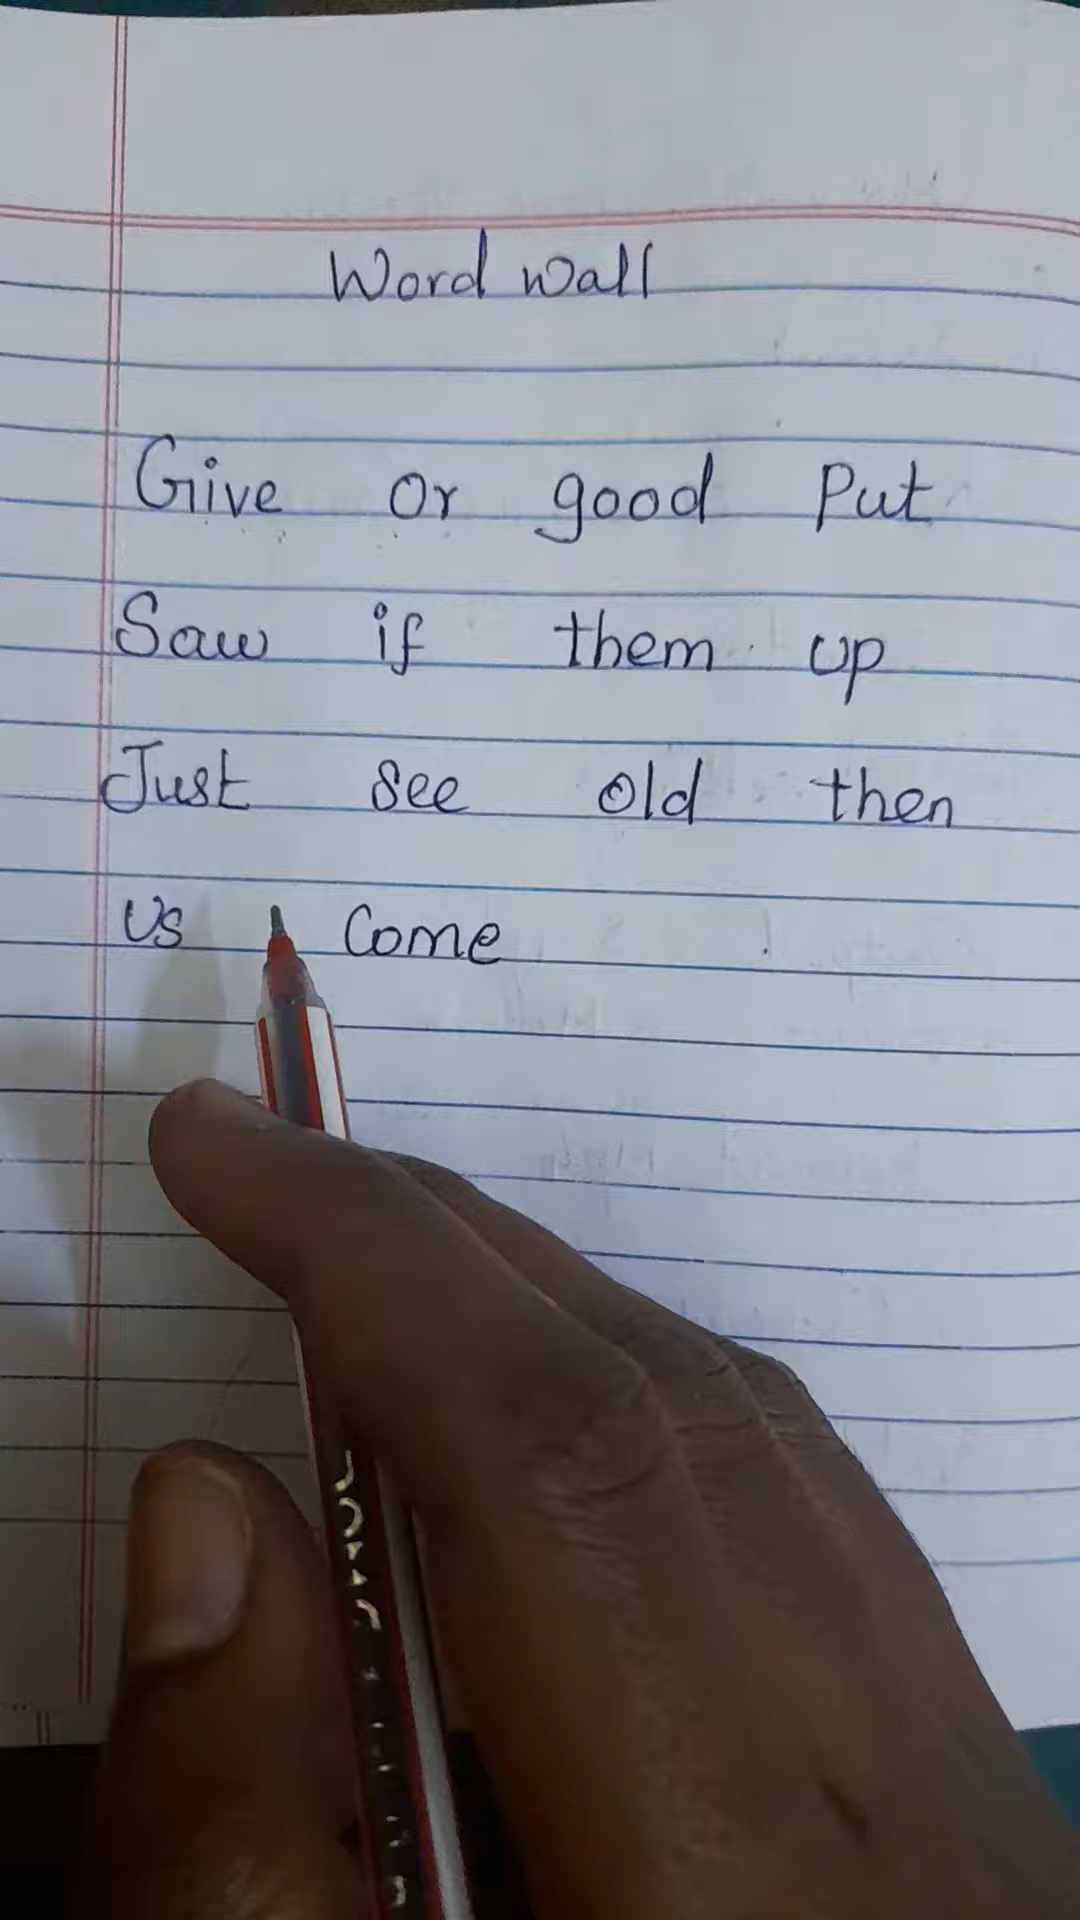 Word wall
Give or good Put
Saw if them up
Just see old then
Us Come